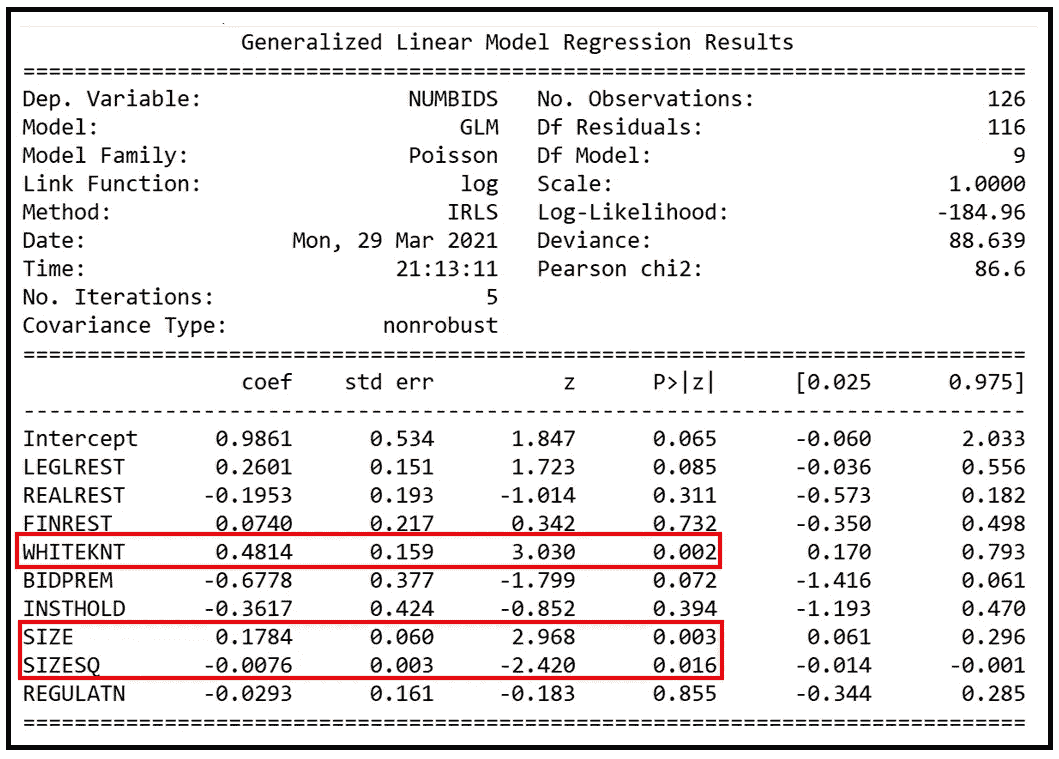 Generalized Linear Model Regression Results
==============================================================================
Dep. Variable:                NUMBIDS   No. Observations:                  126
Model:                            GLM   Df Residuals:                      116
Model Family:                 Poisson   Df Model:                            9
Link Function:                    log   Scale:                          1.0000
Method:                          IRLS   Log-Likelihood:                -184.96
Date:                Mon, 29 Mar 2021   Deviance:                       88.639
Time:                        21:13:11   Pearson chi2:                     86.6
No. Iterations:                     5
Covariance Type:            nonrobust
==============================================================================
                 coef    std err          z      P>|z|      [0.025      0.975]
------------------------------------------------------------------------------
Intercept      0.9861      0.534      1.847      0.065      -0.060       2.033
LEGLREST       0.2601      0.151      1.723      0.085      -0.036       0.556
REALREST      -0.1953      0.193     -1.014      0.311      -0.573       0.182
FINREST        0.0740      0.217      0.342      0.732      -0.350       0.498
WHITEKNT       0.4814      0.159      3.030      0.002       0.170       0.793
BIDPREM       -0.6778      0.377     -1.799      0.072      -1.416       0.061
INSTHOLD      -0.3617      0.424     -0.852      0.394      -1.193       0.470
SIZE           0.1784      0.060      2.968      0.003       0.061       0.296
SIZESQ        -0.0076      0.003     -2.420      0.016      -0.014      -0.001
REGULATN      -0.0293      0.161     -0.183      0.855      -0.344       0.285
==============================================================================